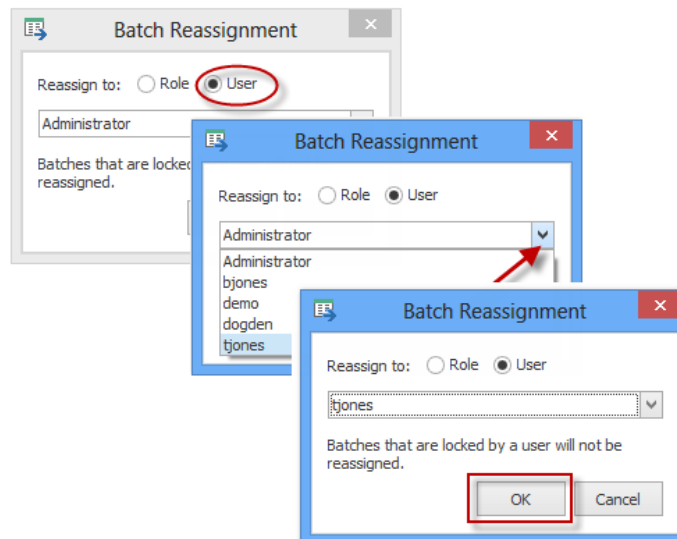 Batch Reassignment
Reassign to: Role User
Administrator
Batches that are locked
reassigned.
Batch Reassignment
Reassign to: Role User
Administrator
Administrator
bjones
demo
dogden
tjones
Batch Reassignment
Reassign to: Role User
tjones
Batches that are locked by a user will not be
reassigned.
OK Cancel